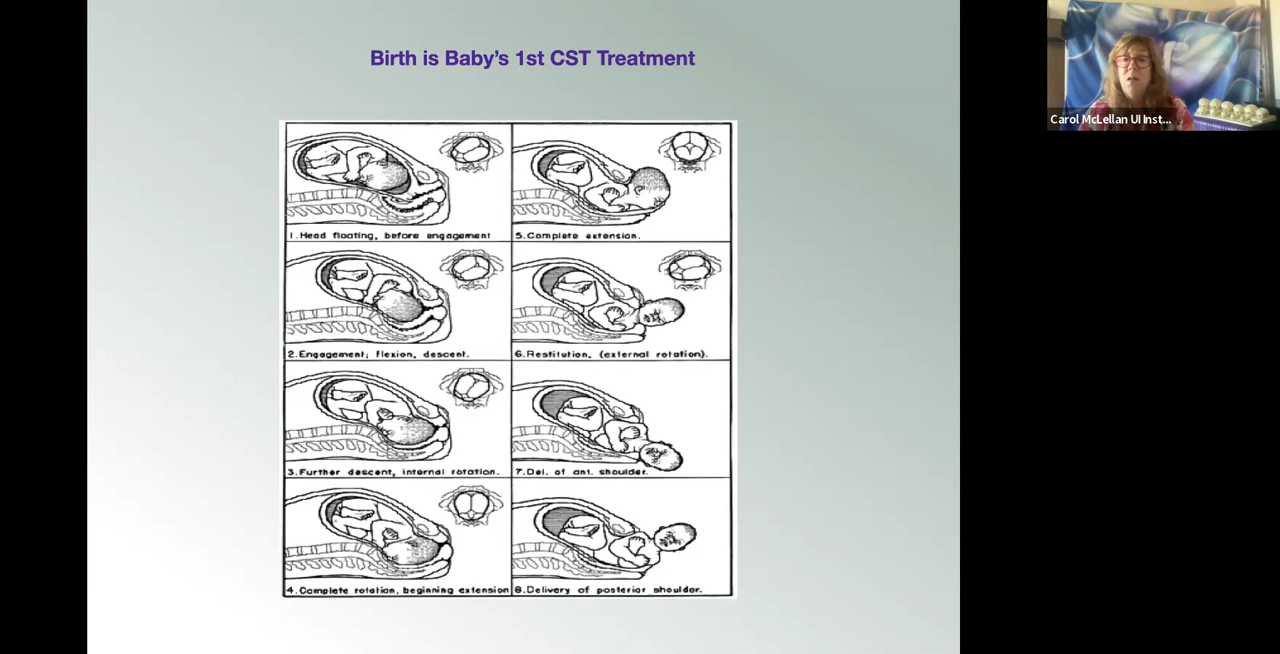 Birth is Baby's 1st CST Treatment
Carol McLellan UI Inst...
1.Head floating, before engagement
5.Complete extension.
2.Engagement; flexion, descent.
6.Restitution, (external rotation).
3.Further descent, internal rotation.
7.Del. of ant. shoulder.
4.Complete rotation, beginning extension
8.Delivery of posterior shoulder.